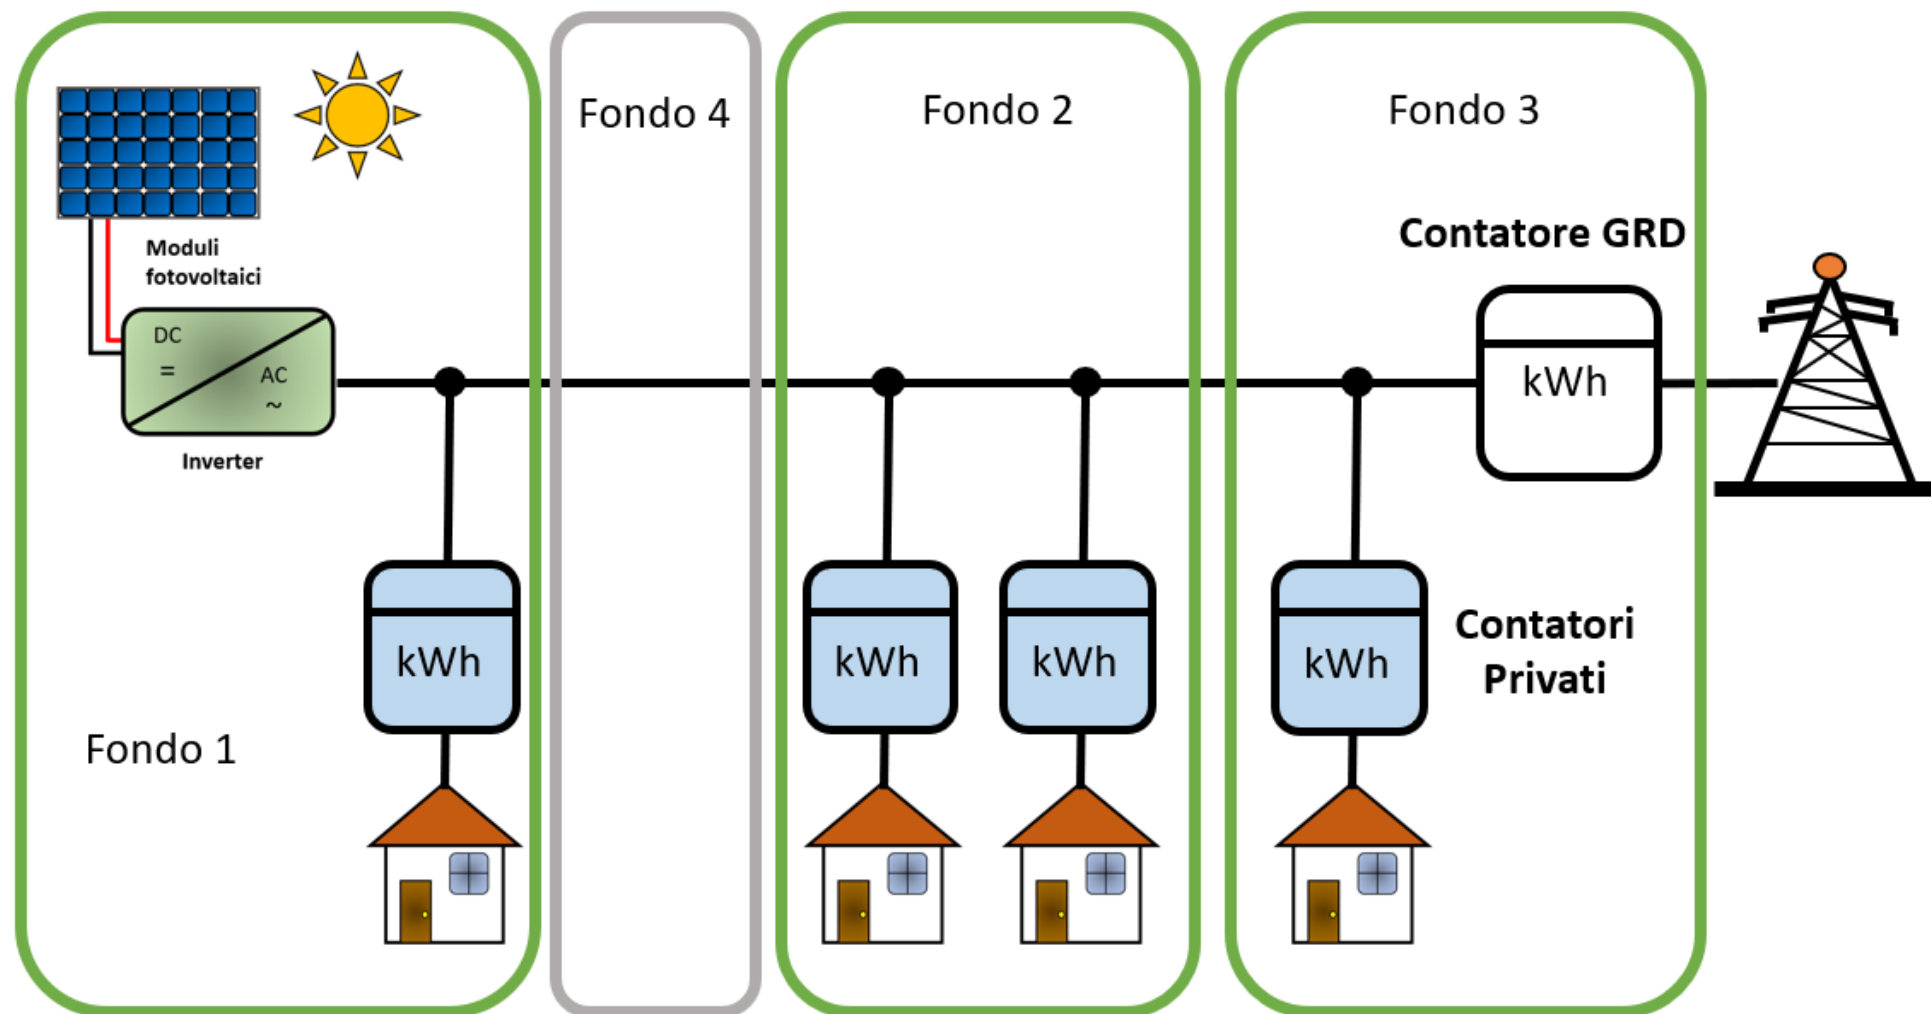 Fondo 4
Fondo 2
Fondo 3
Contatore GRD
Moduli
fotovoltaici
DC
=
AC
~
kWh
Inverter
kWh
kWh
kWh
kWh
Contatori
Privati
Fondo 1